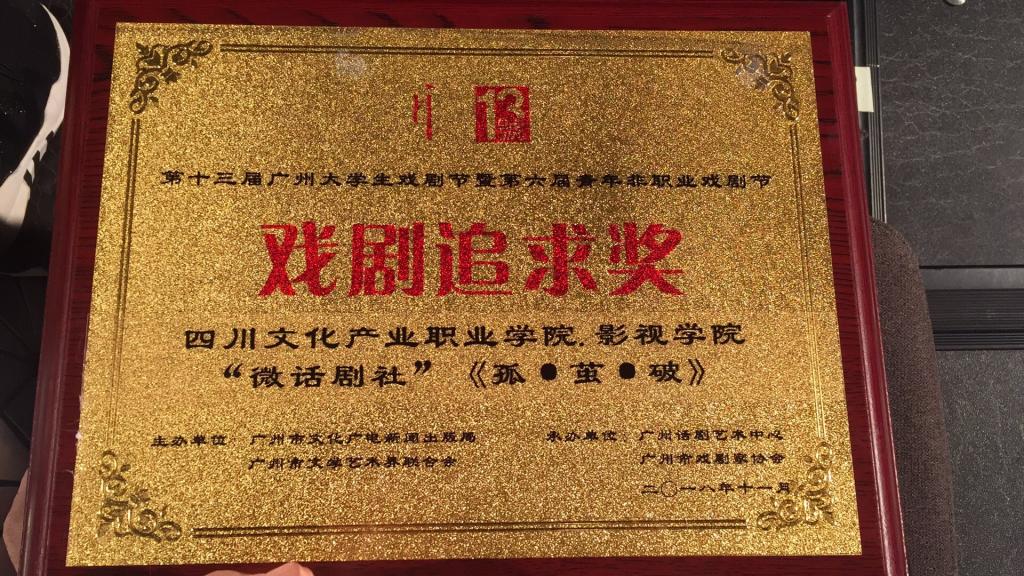 13
第十三届广州大学生戏剧节暨第六届青年非职业戏剧节
戏剧追求奖
四川文化产业职业学院.影视学院
“微话剧社”《孤●茧●破》
主办单位 广州市文化广电新闻出版局 承办单位：广州话剧艺术中心
广州市文学艺术界联合会 广州市戏剧家协会
二〇一八年十一月